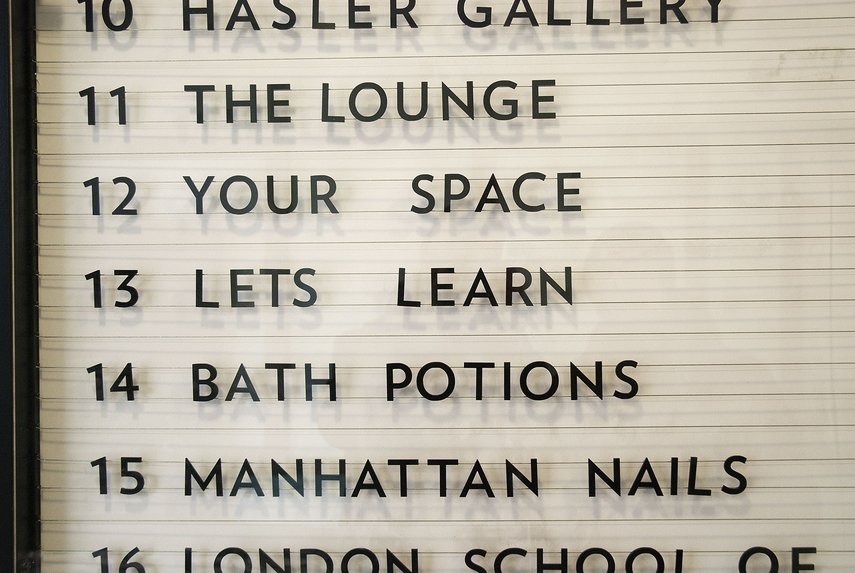 10 HASLER GALLERY
11 THE LOUNGE
12 YOUR SPACE
13 LETS LEARN
14 BATH POTIONS
15 MANHATTAN NAILS
16 LONDON SCHOOL OF